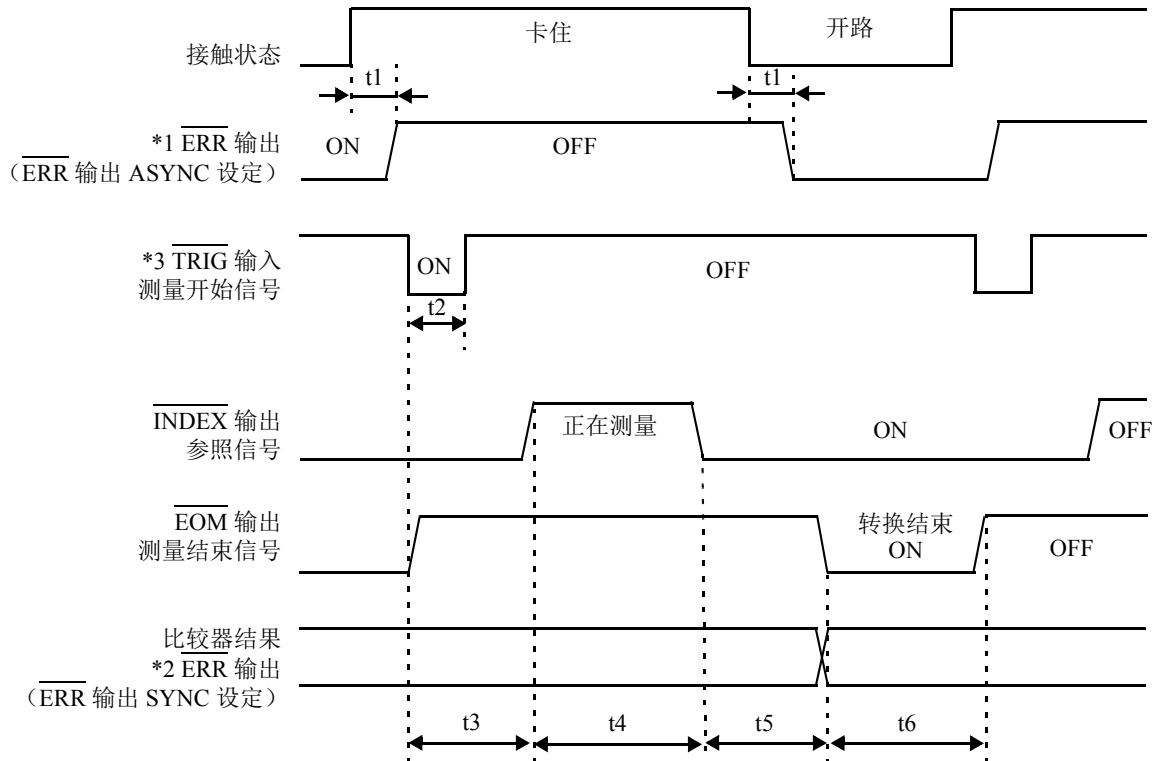 卡住
开路
接触状态
t1
t1
*1 ERR 输出
(ERR 输出 ASYNC 设定)
ON
OFF
*3 TRIG 输入
测量开始信号
ON
OFF
t2
INDEX 输出
参照信号
正在测量
ON
OFF
EOM 输出
测量结束信号
转换结束
ON
OFF
比较器结果
*2 ERR 输出
(ERR 输出 SYNC 设定)
t3
t4
t5
t6